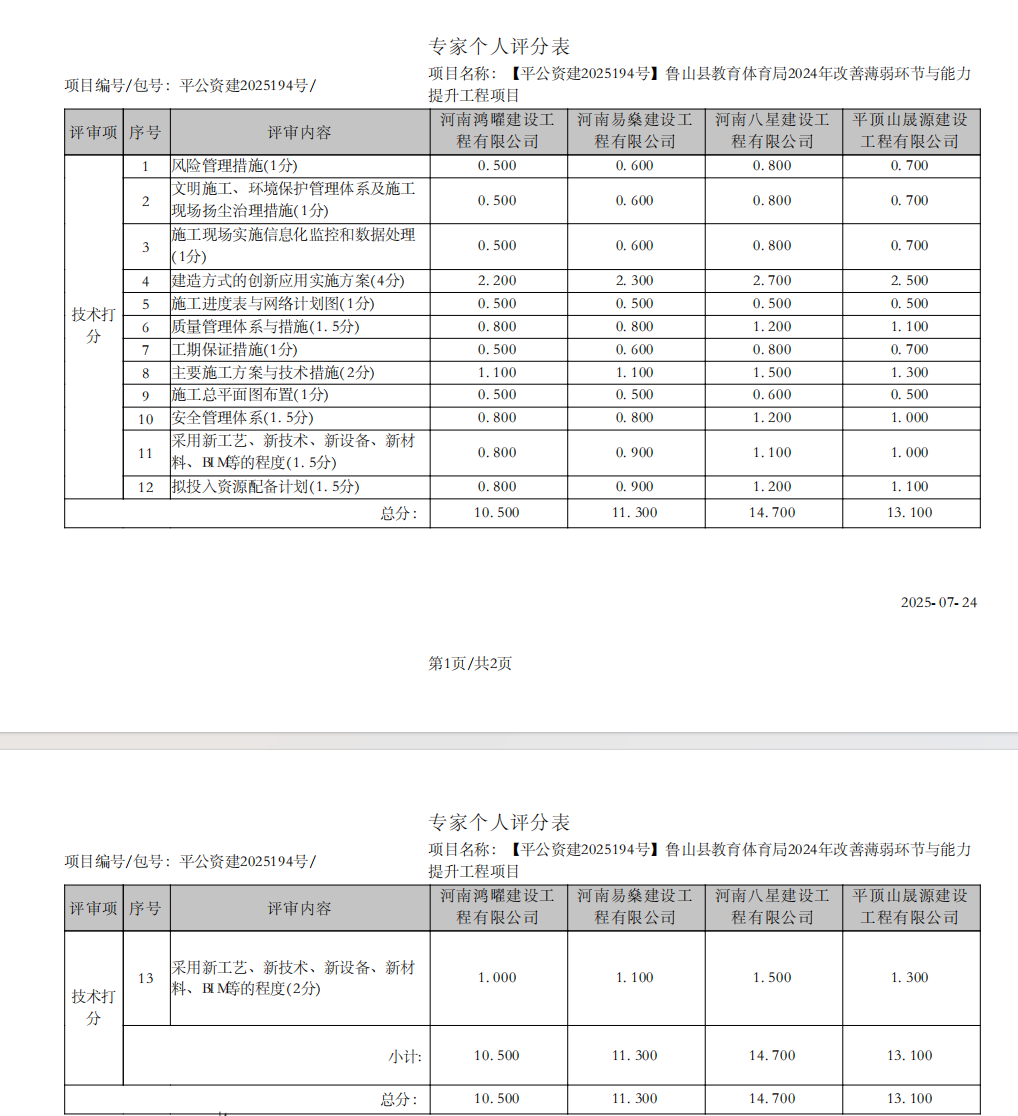 专家个人评分表
项目编号/包号：平公资建2025194号/
项目名称：【平公资建2025194号】鲁山县教育体育局2024年改善薄弱环节与能力
提升工程项目
评审项 序号 评审内容 河南鸿曜建设工程有限公司 河南易燊建设工程有限公司 河南八星建设工程有限公司 平顶山晟源建设工程有限公司
技术打分
1 风险管理措施(1分) 0.500 0.600 0.800 0.700
2 文明施工、环境保护管理体系及施工现场扬尘治理措施(1分) 0.500 0.600 0.800 0.700
3 施工现场实施信息化监控和数据处理(1分) 0.500 0.600 0.800 0.700
4 建造方式的创新应用实施方案(4分) 2.200 2.300 2.700 2.500
5 施工进度表与网络计划图(1分) 0.500 0.500 0.500 0.500
6 质量管理体系与措施(1.5分) 0.800 0.800 1.200 1.100
7 工期保证措施(1分) 0.500 0.600 0.800 0.700
8 主要施工方案与技术措施(2分) 1.100 1.100 1.500 1.300
9 施工总平面图布置(1分) 0.500 0.500 0.600 0.500
10 安全管理体系(1.5分) 0.800 0.800 1.200 1.000
11 采用新工艺、新技术、新设备、新材料、BIM等的程度(1.5分) 0.800 0.900 1.100 1.000
12 拟投入资源配备计划(1.5分) 0.800 0.900 1.200 1.100
总分： 10.500 11.300 14.700 13.100
2025-07-24
第1页/共2页
专家个人评分表
项目编号/包号：平公资建2025194号/
项目名称：【平公资建2025194号】鲁山县教育体育局2024年改善薄弱环节与能力
提升工程项目
评审项 序号 评审内容 河南鸿曜建设工程有限公司 河南易燊建设工程有限公司 河南八星建设工程有限公司 平顶山晟源建设工程有限公司
技术打分
13 采用新工艺、新技术、新设备、新材料、BIM等的程度(2分) 1.000 1.100 1.500 1.300
小计: 10.500 11.300 14.700 13.100
总分： 10.500 11.300 14.700 13.100